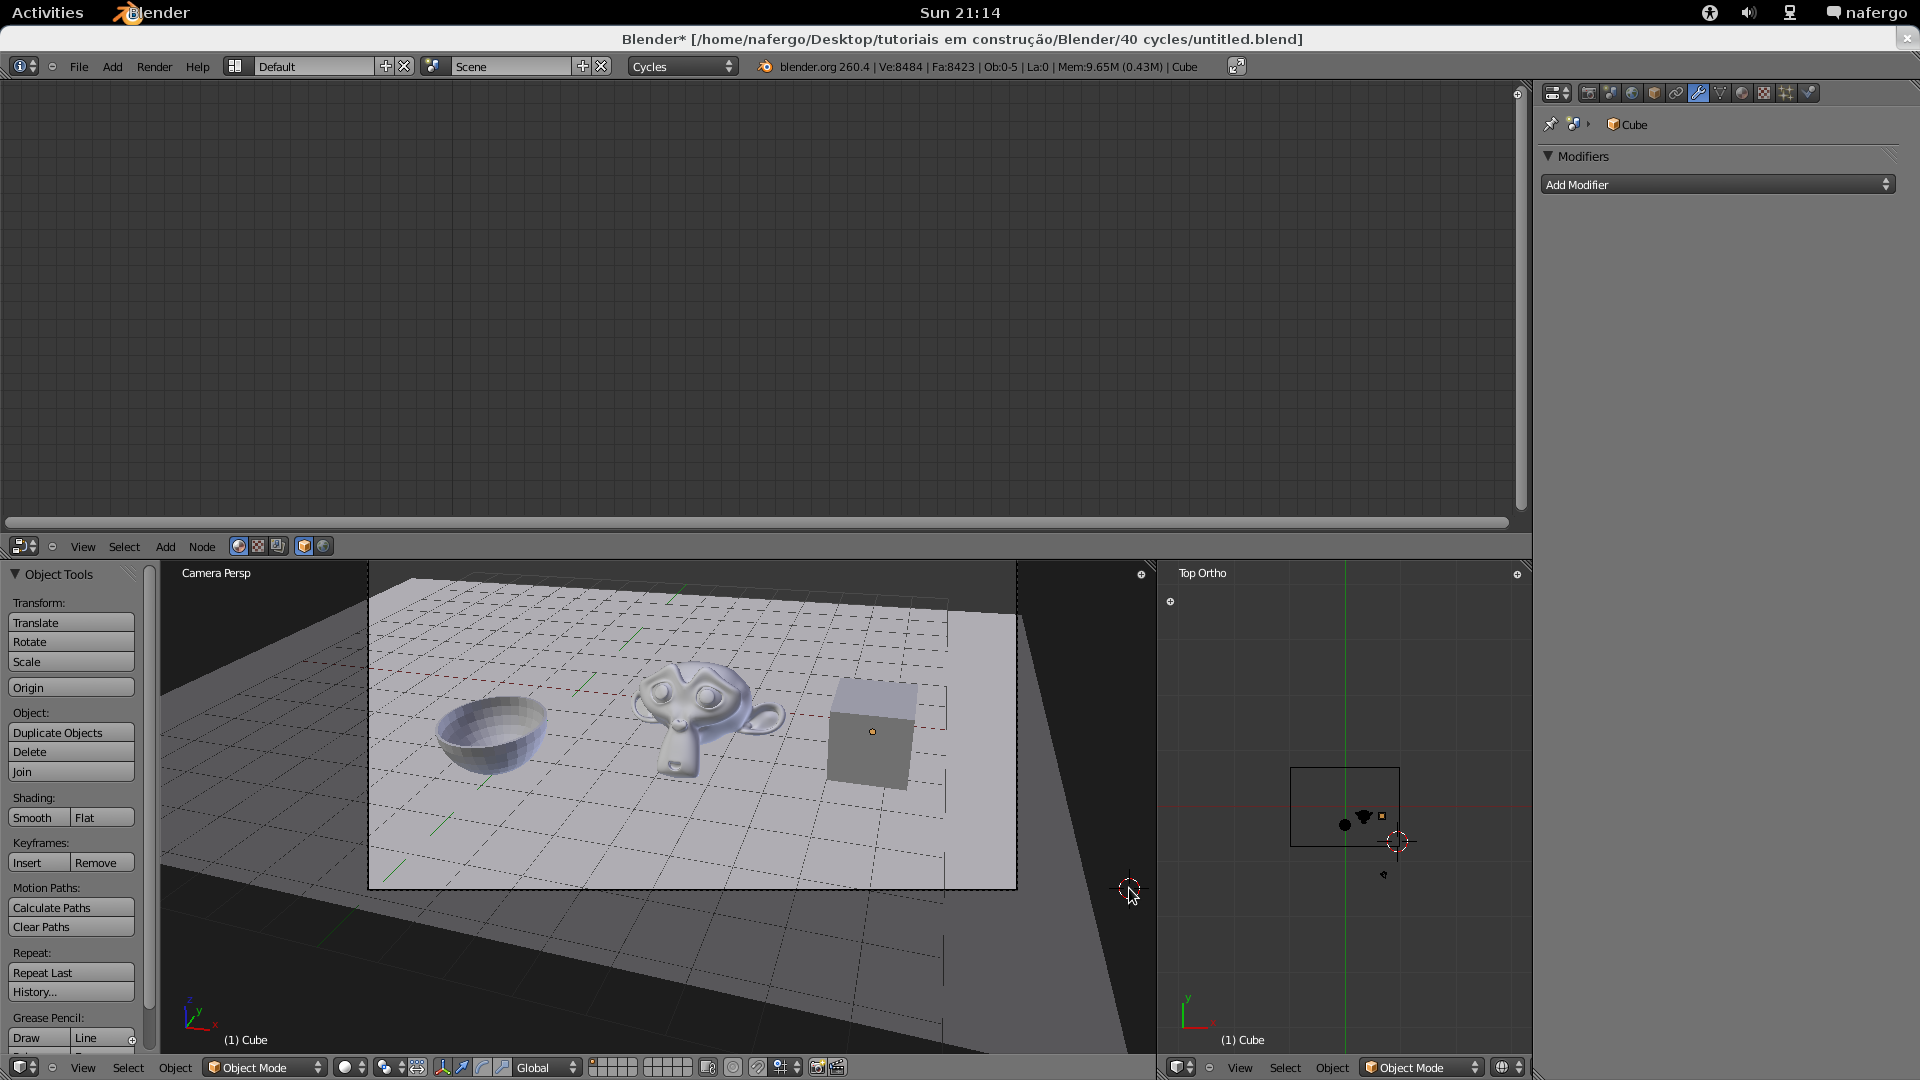 Activities Blender Sun 21:14 nafergo
Blender* [/home/nafergo/Desktop/tutoriais em construção/Blender/40 cycles/untitled.blend]
File Add Render Help Default Scene Cycles blender.org 260.4 | Ve:8484 | Fa:8423 | Ob:0-5 | La:0 | Mem:9.65M (0.43M) | Cube
Cube
Modifiers
Add Modifier
View Select Add Node
Object Tools
Transform:
Translate
Rotate
Scale
Origin
Object:
Duplicate Objects
Delete
Join
Shading:
Smooth Flat
Keyframes:
Insert Remove
Motion Paths:
Calculate Paths
Clear Paths
Repeat:
Repeat Last
History...
Grease Pencil:
Draw Line
Camera Persp
z
y
x
(1) Cube
Top Ortho
y
x
(1) Cube
View Select Object Object Mode Global
View Select Object Object Mode